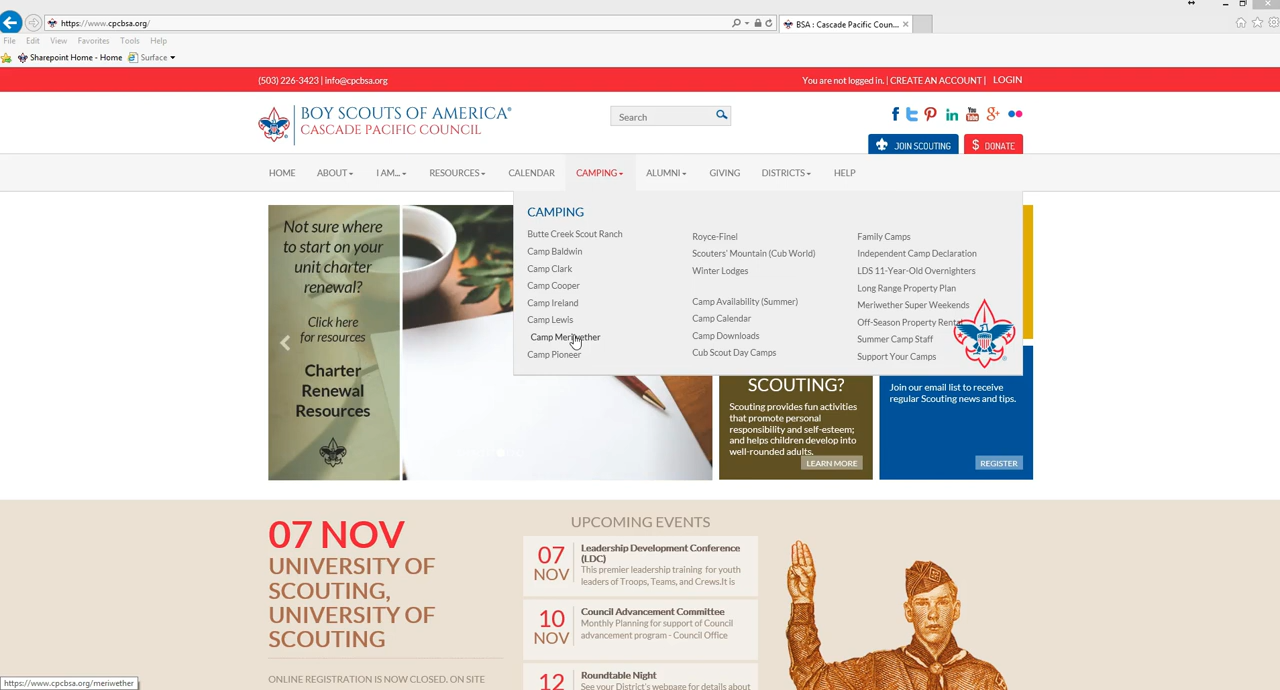 https://www.cpcbsa.org/
BSA : Cascade Pacific Coun...
File Edit View Favorites Tools Help
Sharepoint Home - Home Surface
(503) 226-3423 | info@cpcbsa.org
You are not logged in. | CREATE AN ACCOUNT | LOGIN
BOY SCOUTS OF AMERICA®
CASCADE PACIFIC COUNCIL
Search
You Tube
JOIN SCOUTING
$ DONATE
HOME ABOUT I AM... RESOURCES CALENDAR CAMPING ALUMNI GIVING DISTRICTS HELP
CAMPING
Butte Creek Scout Ranch
Camp Baldwin
Camp Clark
Camp Cooper
Camp Ireland
Camp Lewis
Camp Meriwether
Camp Pioneer
Royce-Finel
Scouters' Mountain (Cub World)
Winter Lodges
Camp Availability (Summer)
Camp Calendar
Camp Downloads
Cub Scout Day Camps
Family Camps
Independent Camp Declaration
LDS 11-Year-Old Overnighters
Long Range Property Plan
Meriwether Super Weekends
Off-Season Property Rental
Summer Camp Staff
Support Your Camps
Not sure where
to start on your
unit charter
renewal?
Click here
for resources
Charter
Renewal
Resources
SCOUTING?
Scouting provides fun activities
that promote personal
responsibility and self-esteem;
and helps children develop into
well-rounded adults.
LEARN MORE
Join our email list to receive
regular Scouting news and tips.
REGISTER
07 NOV
UNIVERSITY OF
SCOUTING,
UNIVERSITY OF
SCOUTING
ONLINE REGISTRATION IS NOW CLOSED. ON SITE
UPCOMING EVENTS
07
NOV
Leadership Development Conference
(LDC)
This premier leadership training for youth
leaders of Troops, Teams, and Crews.It is
10
NOV
Council Advancement Committee
Monthly Planning for support of Council
advancement program - Council Office
12
Roundtable Night
See your District's webpage for details about
https://www.cpcbsa.org/meriwether